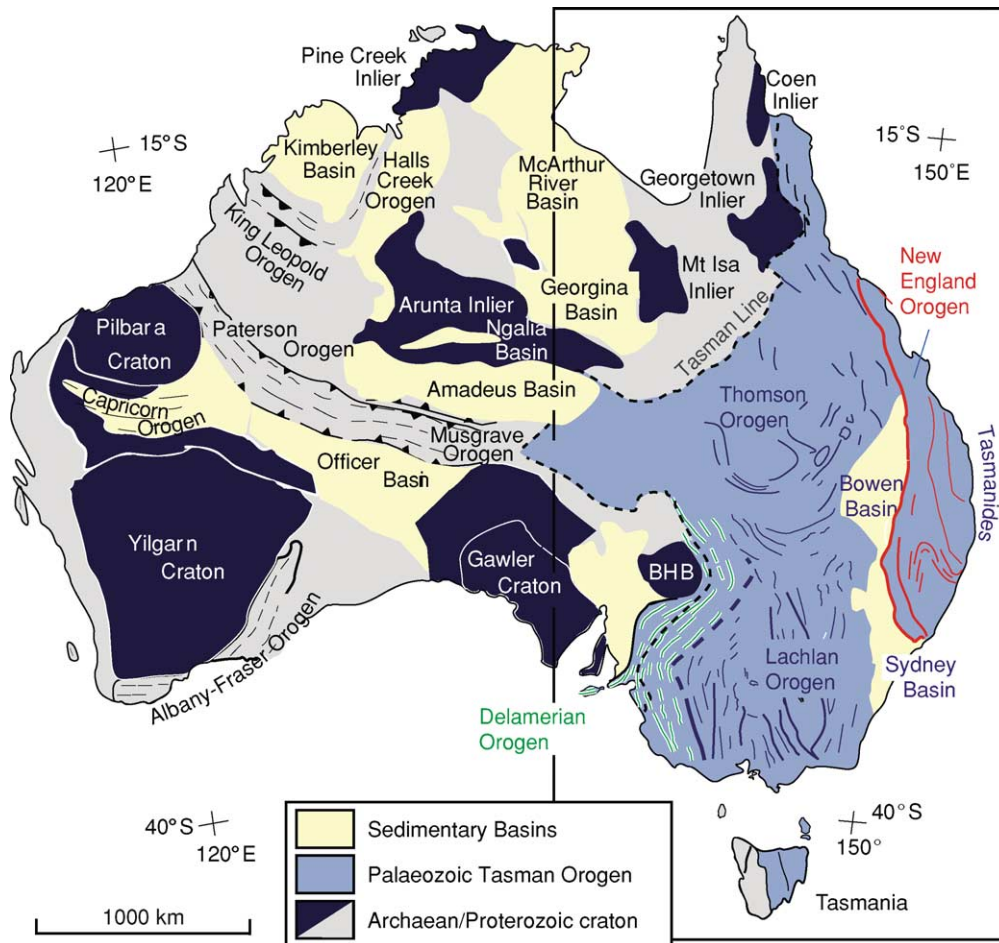 Pine Creek
Inlier
Coen
Inlier
15°S
120°E
15°S
150°E
Kimberley
Basin
Halls
Creek
Orogen
McArthur
River
Basin
Georgetown
Inlier
King Leopold
Orogen
New
England
Orogen
Mt Isa
Inlier
Georgina
Basin
Arunta Inlier
Ngalia
Basin
Tasman Line
Pilbara
Craton
Paterson
Orogen
Amadeus Basin
Thomson
Orogen
Capricorn
Orogen
Musgrave
Orogen
Officer
Basin
Bowen
Basin
Tasmanides
Yilgarn
Craton
Gawler
Craton
BHB
Albany-Fraser Orogen
Lachlan
Orogen
Sydney
Basin
Delamerian
Orogen
40°S
120°E
40°S
150°
Sedimentary Basins
Palaeozoic Tasman Orogen
Archaean/Proterozoic craton
Tasmania
1000 km